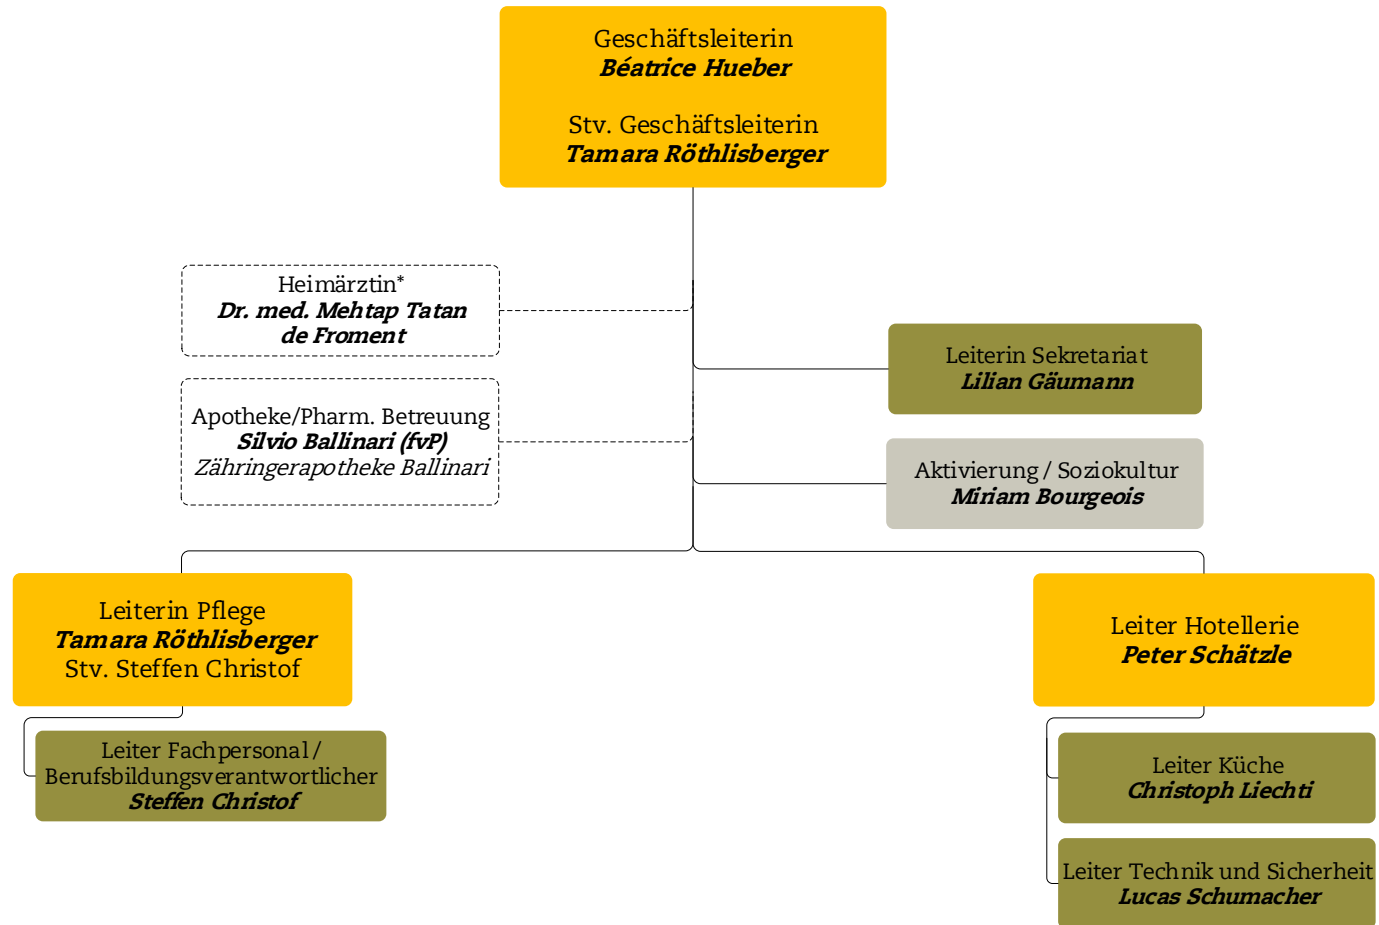 Geschäftsleiterin
Béatrice Hueber
Stv. Geschäftsleiterin
Tamara Röthlisberger
Heimärztin*
Dr. med. Mehtap Tatan
de Froment
Leiterin Sekretariat
Lilian Gäumann
Apotheke/Pharm. Betreuung
Silvio Ballinari (fvP)
Zähringerapotheke Ballinari
Aktivierung / Soziokultur
Miriam Bourgeois
Leiterin Pflege
Tamara Röthlisberger
Stv. Steffen Christof
Leiter Hotellerie
Peter Schätzle
Leiter Fachpersonal /
Berufsbildungsverantwortlicher
Steffen Christof
Leiter Küche
Christoph Liechti
Leiter Technik und Sicherheit
Lucas Schumacher